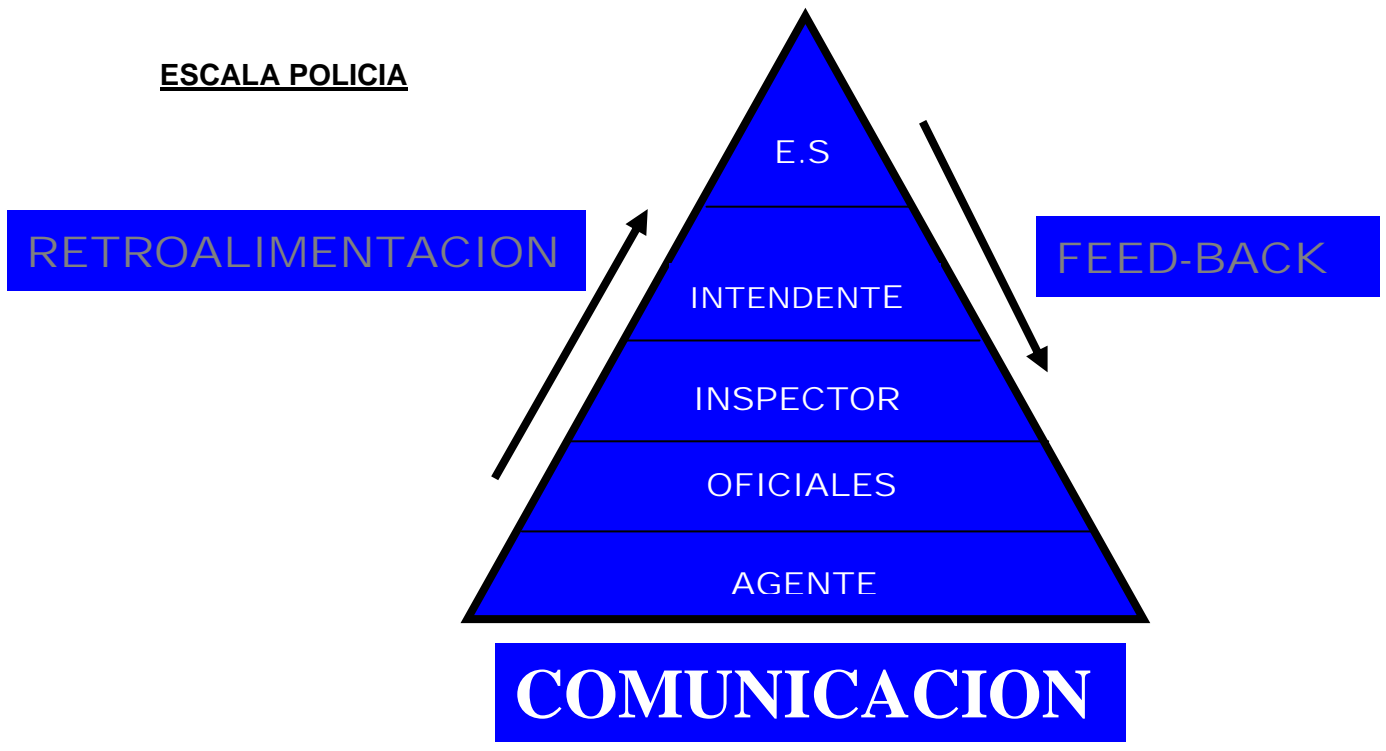 ESCALA POLICIA
E.S
RETROALIMENTACION
FEED-BACK
INTENDENTE
INSPECTOR
OFICIALES
AGENTE
COMUNICACION